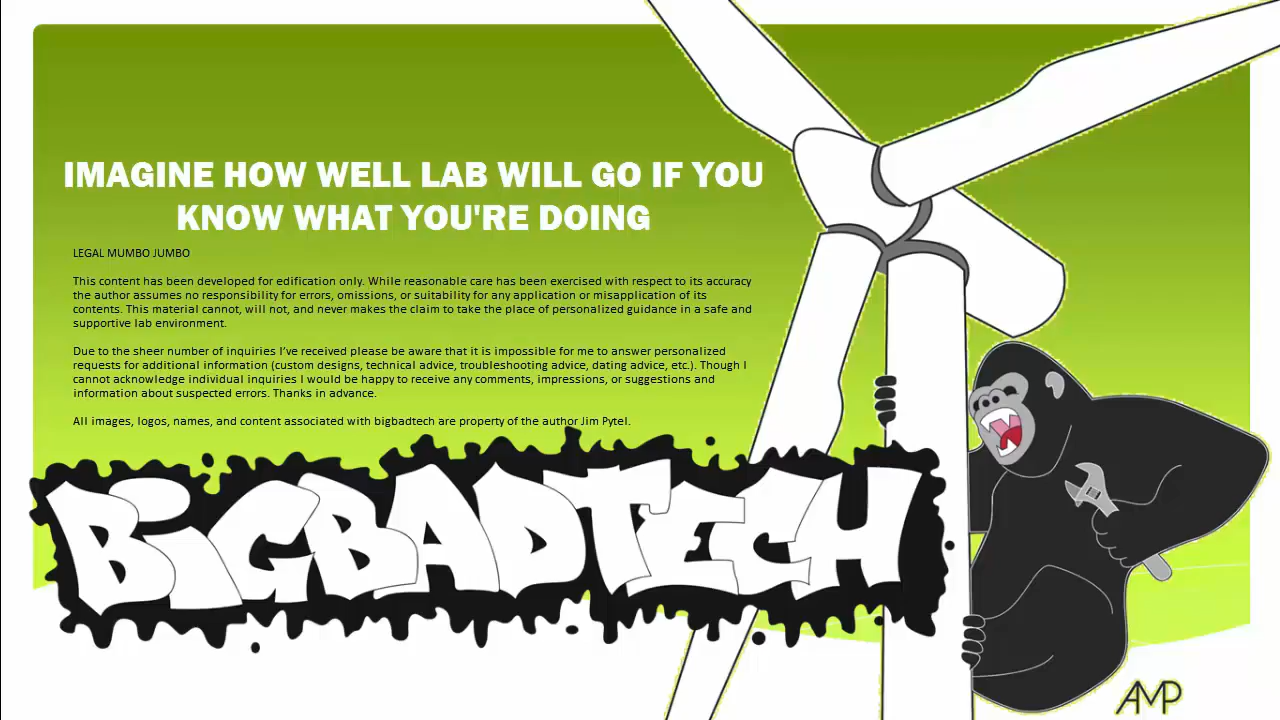 IMAGINE HOW WELL LAB WILL GO IF YOU
KNOW WHAT YOU'RE DOING
LEGAL MUMBO JUMBO
This content has been developed for edification only. While reasonable care has been exercised with respect to its accuracy
the author assumes no responsibility for errors, omissions, or suitability for any application or misapplication of its
contents. This material cannot, will not, and never makes the claim to take the place of personalized guidance in a safe and
supportive lab environment.
Due to the sheer number of inquiries I've received please be aware that it is impossible for me to answer personalized
requests for additional information (custom designs, technical advice, troubleshooting advice, dating advice, etc.). Though I
cannot acknowledge individual inquiries I would be happy to receive any comments, impressions, or suggestions and
information about suspected errors. Thanks in advance.
All images, logos, names, and content associated with bigbadtech are property of the author Jim Pytel.
BiGBADTECH
AMP